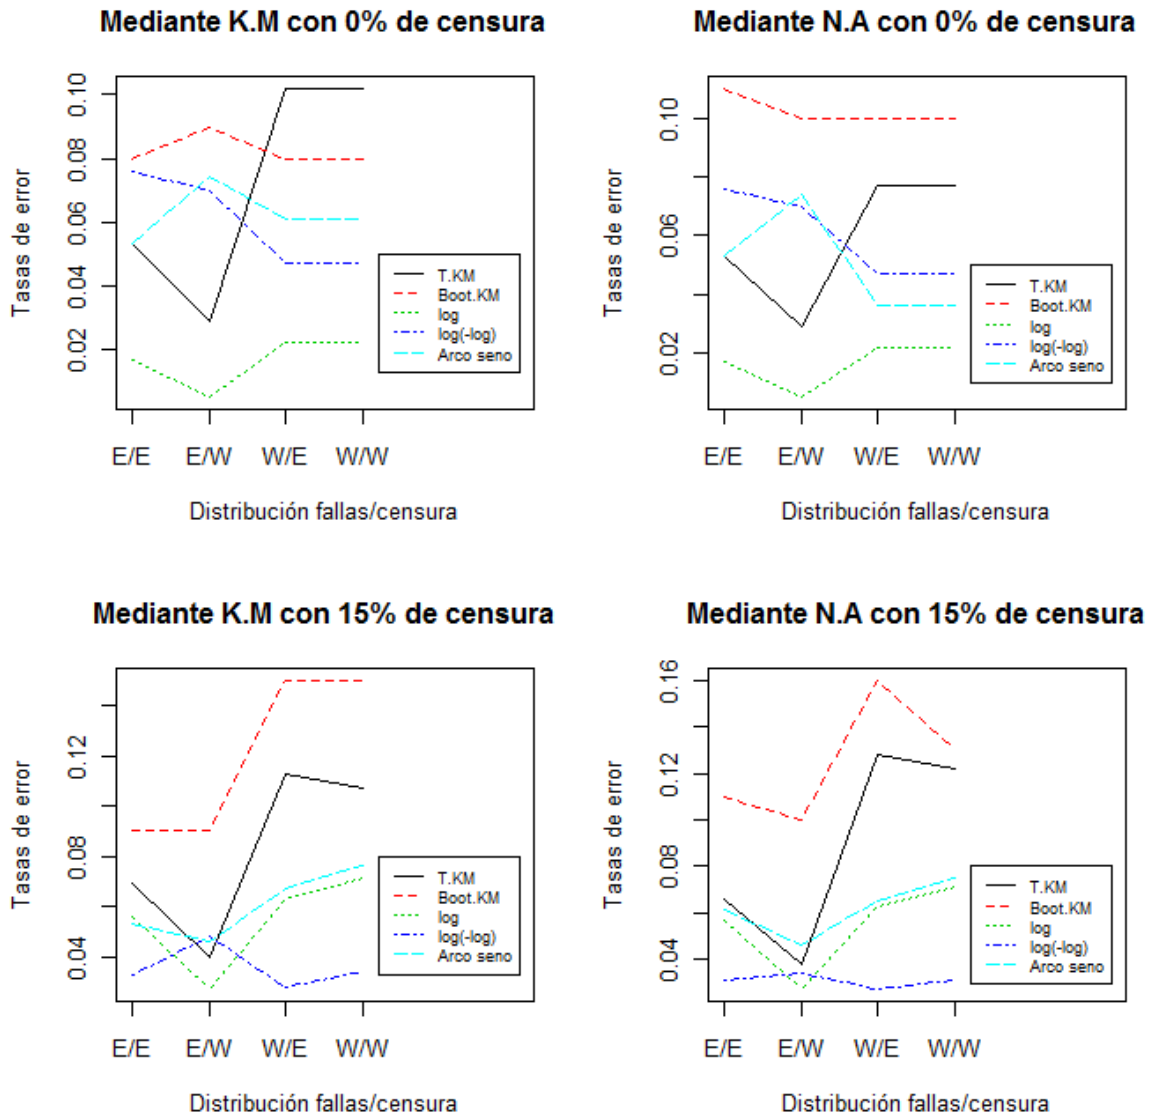 Mediante K.M con 0% de censura
Tasas de error
0.10
0.08
0.06
0.04
0.02
T.KM
Boot.KM
log
log(-log)
Arco seno
E/E E/W W/E W/W
Distribución fallas/censura
Mediante N.A con 0% de censura
Tasas de error
0.10
0.06
0.02
T.KM
Boot.KM
log
log(-log)
Arco seno
E/E E/W W/E W/W
Distribución fallas/censura
Mediante K.M con 15% de censura
Tasas de error
0.12
0.08
0.04
T.KM
Boot.KM
log
log(-log)
Arco seno
E/E E/W W/E W/W
Distribución fallas/censura
Mediante N.A con 15% de censura
Tasas de error
0.16
0.12
0.08
0.04
T.KM
Boot.KM
log
log(-log)
Arco seno
E/E E/W W/E W/W
Distribución fallas/censura